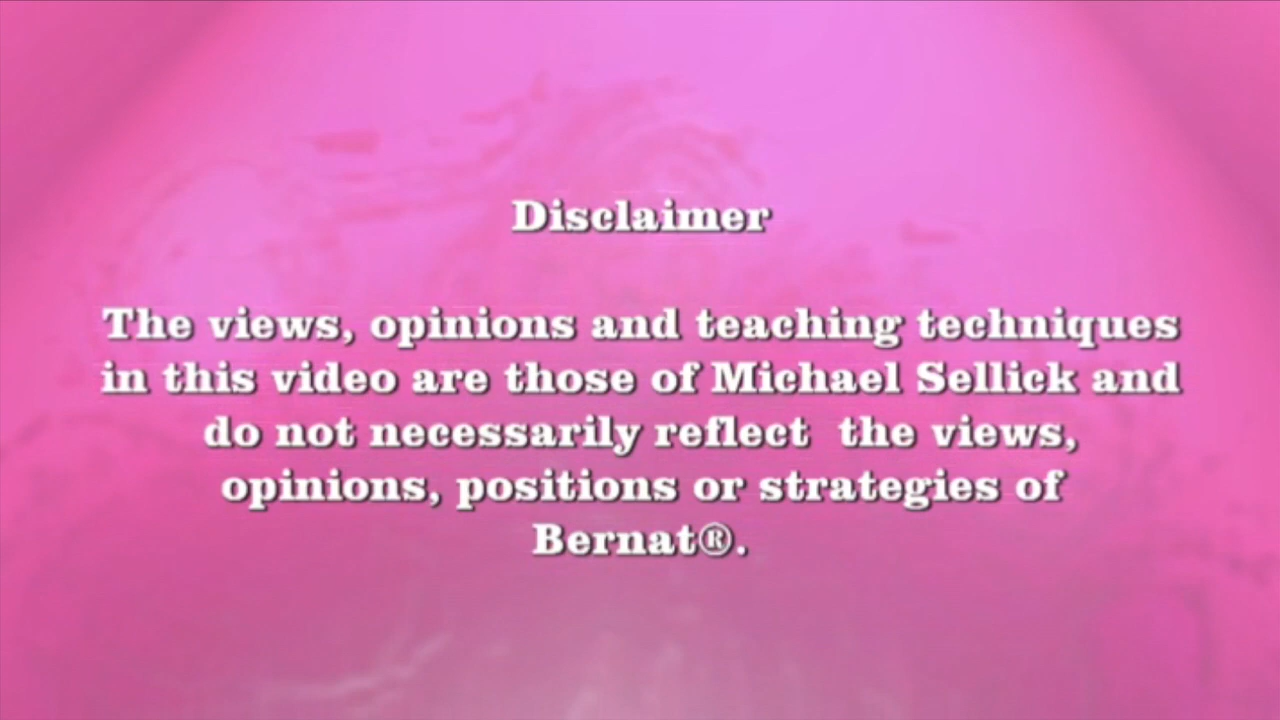 Disclaimer
The views, opinions and teaching techniques
in this video are those of Michael Sellick and
do not necessarily reflect  the views,
opinions, positions or strategies of
Bernat®.